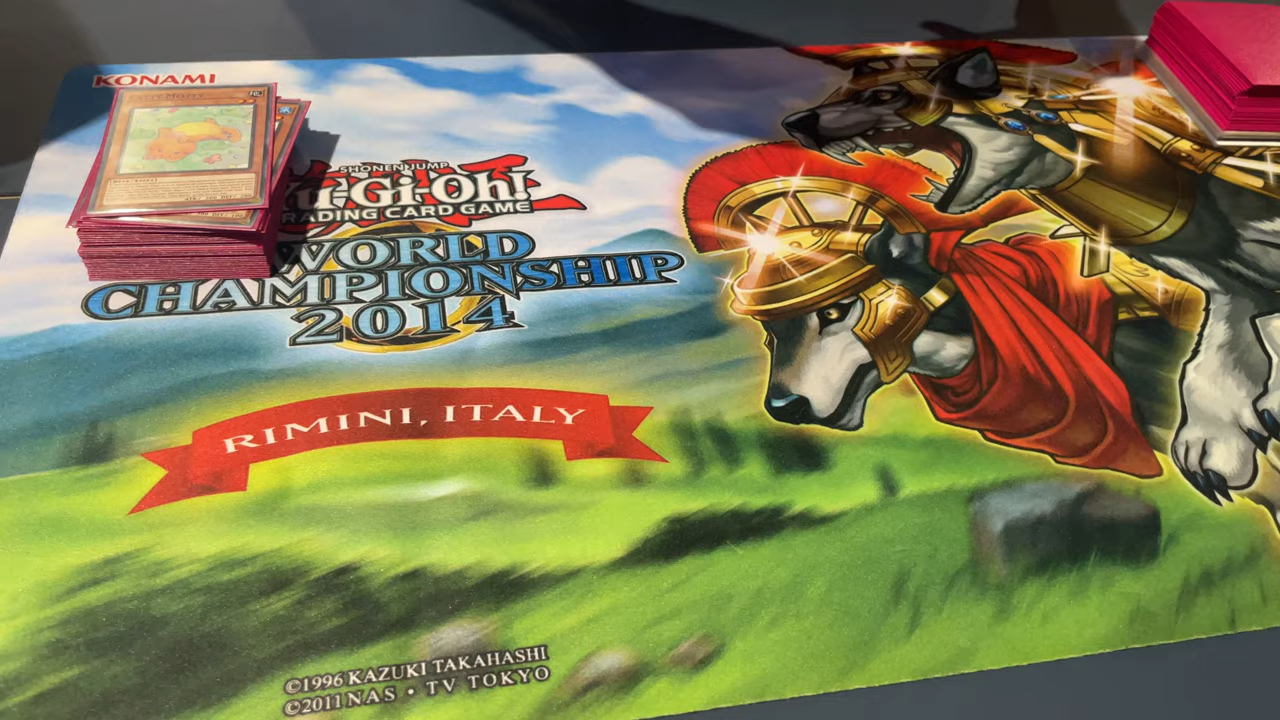 KONAMI
SHONEN JUMP
Yu-Gi-Oh!
TRADING CARD GAME
WORLD
CHAMPIONSHIP
2014
RIMINI, ITALY
©1996 KAZUKI TAKAHASHI
©2011 NAS • TV TOKYO